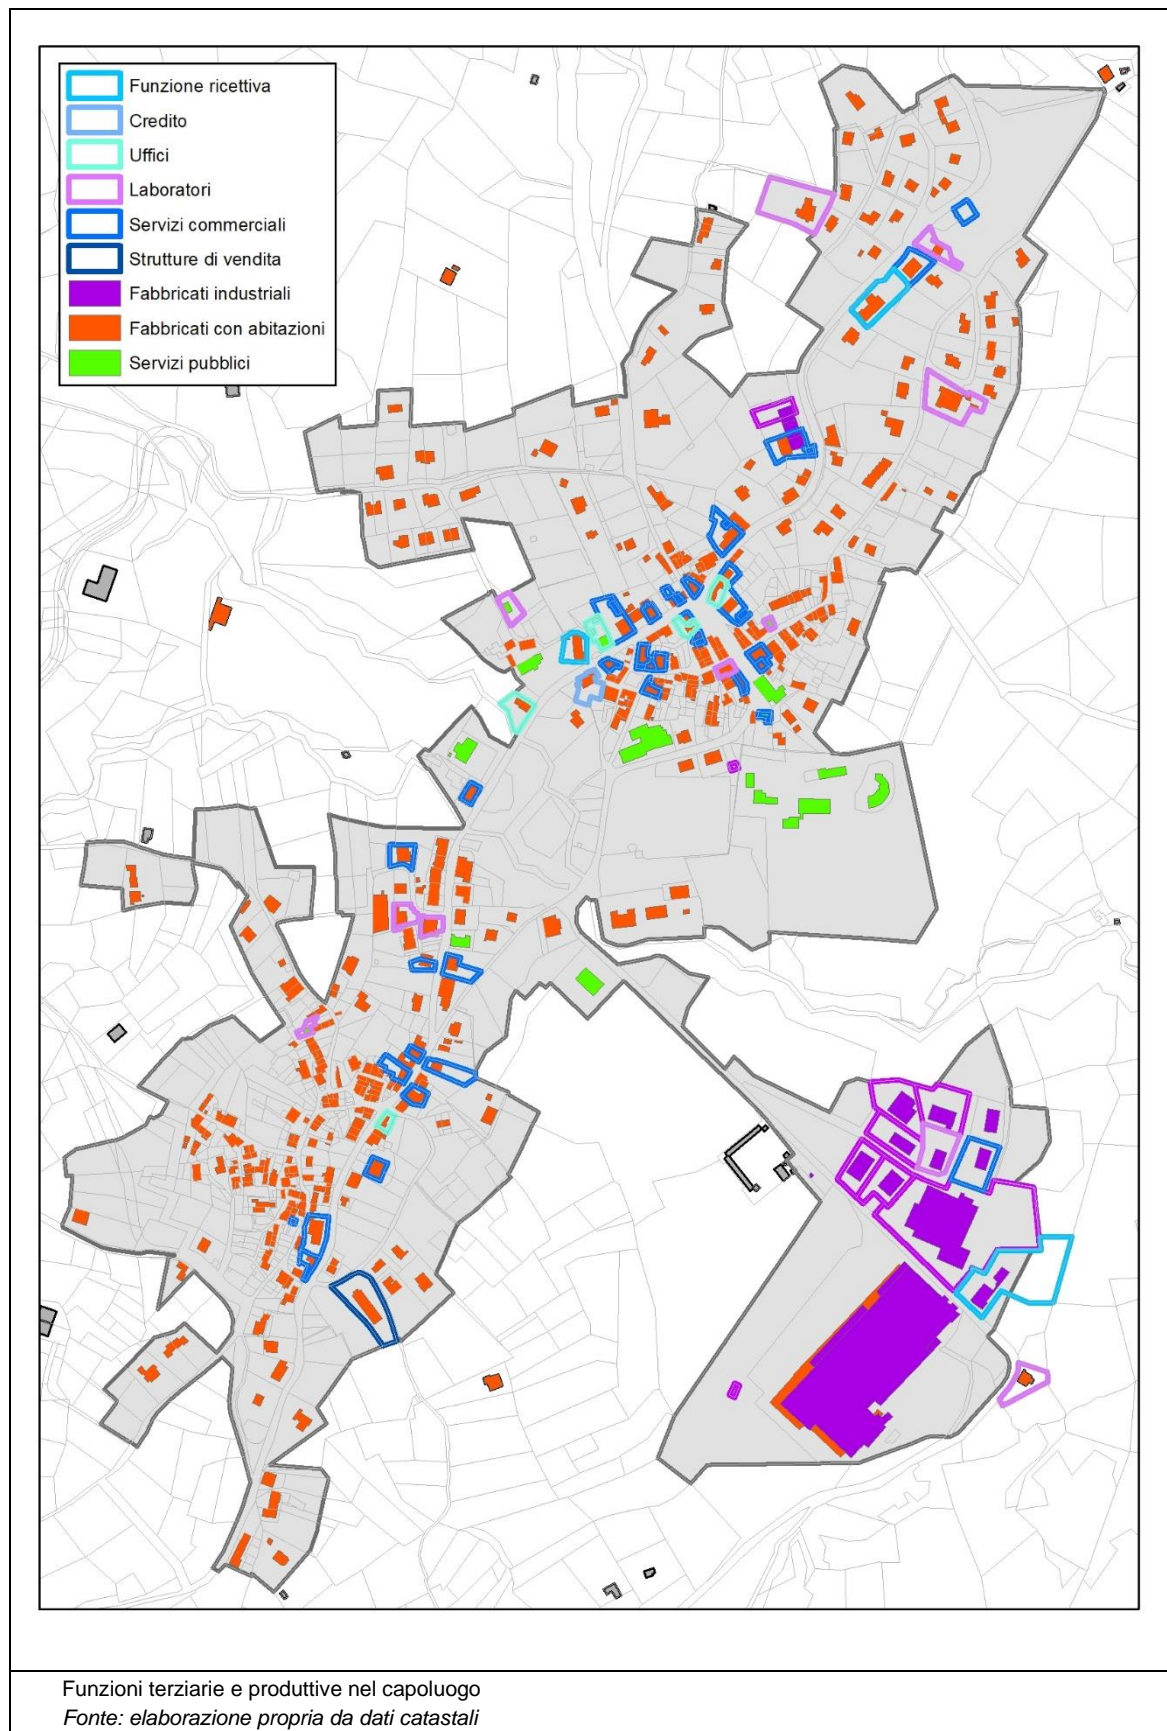 Funzione ricettiva
Credito
Uffici
Laboratori
Servizi commerciali
Strutture di vendita
Fabbricati industriali
Fabbricati con abitazioni
Servizi pubblici
Funzioni terziarie e produttive nel capoluogo
Fonte: elaborazione propria da dati catastali